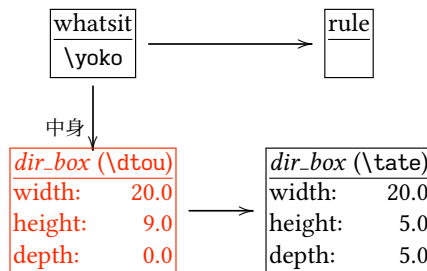 whatsit rule
\yoko
中身
dir_box (\dtou) dir_box (\tate)
width: 20.0 width: 20.0
height: 9.0 height: 5.0
depth: 0.0 depth: 5.0